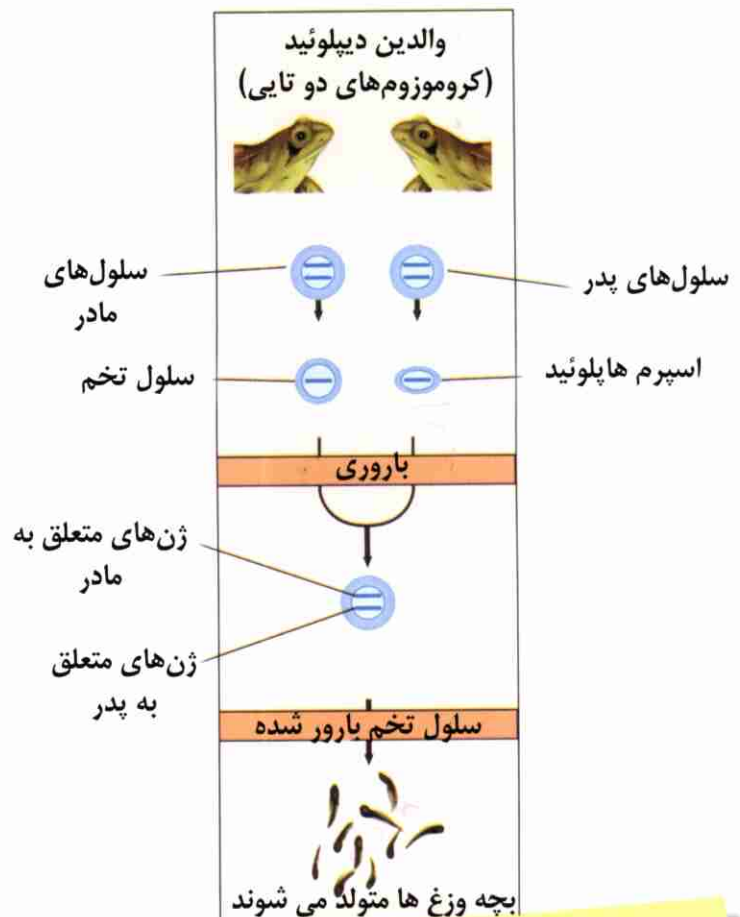 والدین دیپلوئید
(کروموزوم‌های دو تایی)
سلول‌های پدر
سلول‌های
مادر
اسپرم هاپلوئید
سلول تخم
باروری
ژن‌های متعلق به
مادر
ژن‌های متعلق
به پدر
سلول تخم بارور شده
بچه وزغ ها متولد می شوند